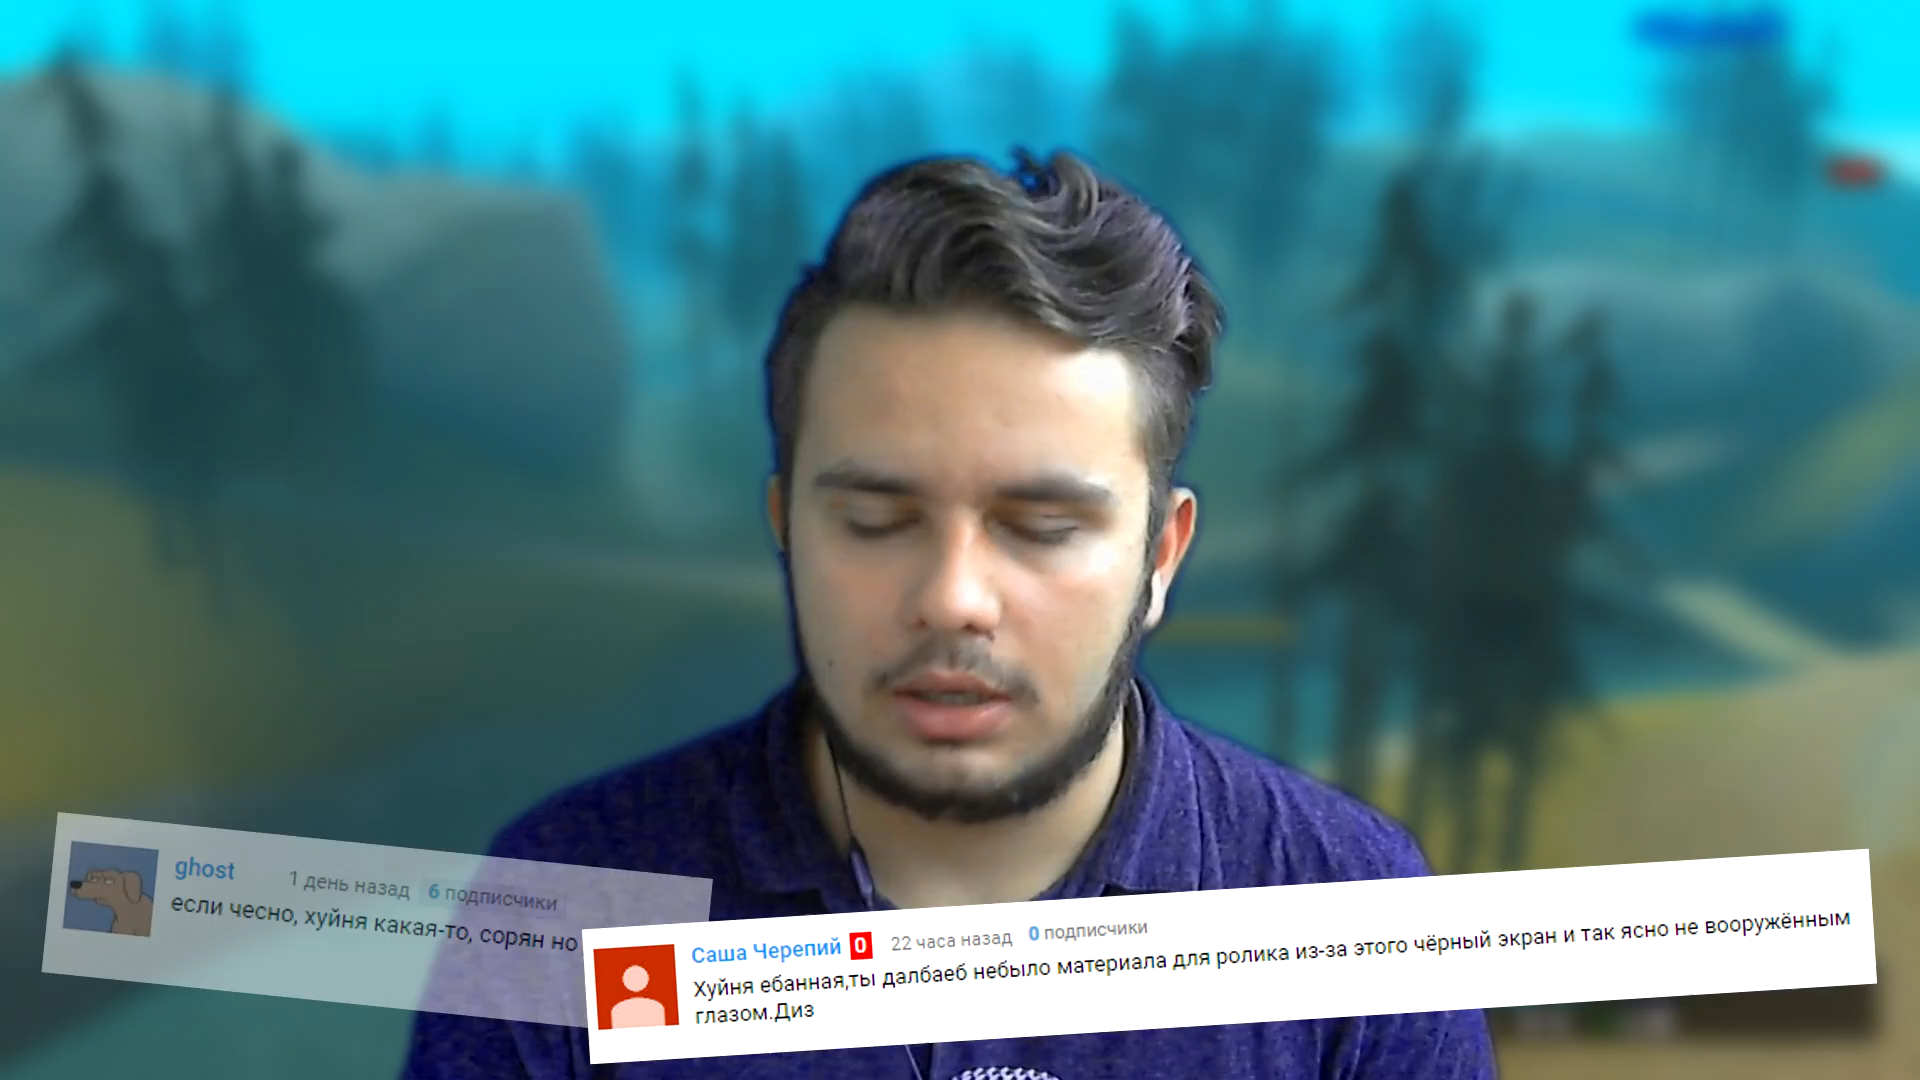 ghost 1 день назад 6 подписчики
если чесно, хуйня какая-то, сорян но
Саша Черепий 0 22 часа назад 0 подписчики
Хуйня ебанная,ты далбаеб небыло материала для ролика из-за этого чёрный экран и так ясно не вооружённым
глазом.Диз